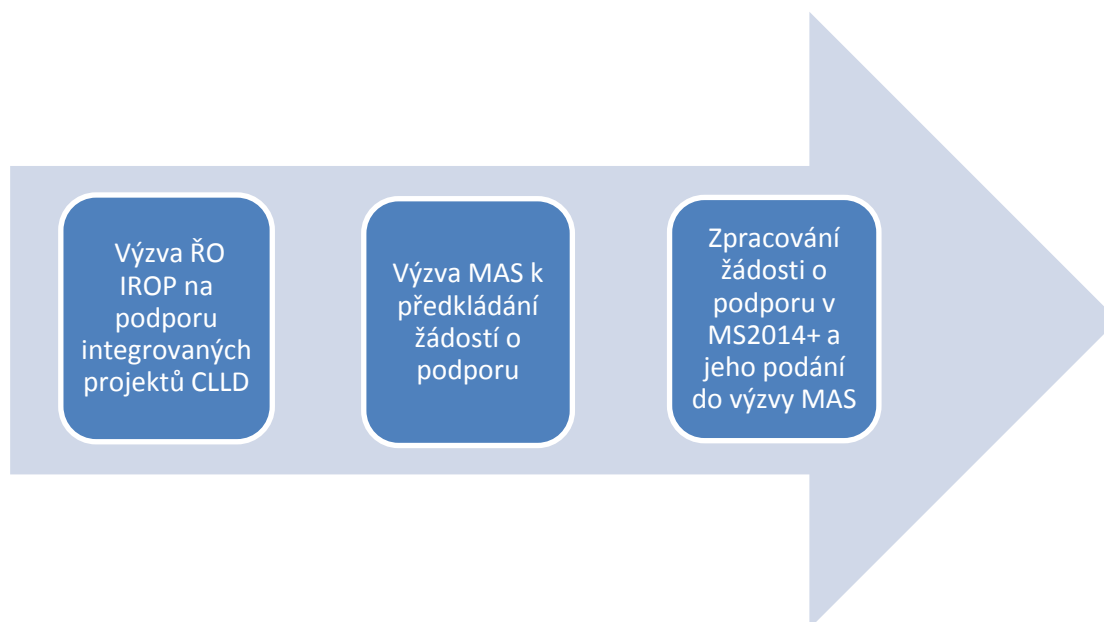 Výzva ŘO
IROP na
podporu
integrovaných
projektů CLLD
Výzva MAS k
předkládání
žádostí o
podporu
Zpracování
žádosti o
podporu v
MS2014+ a
jeho podání
do výzvy MAS